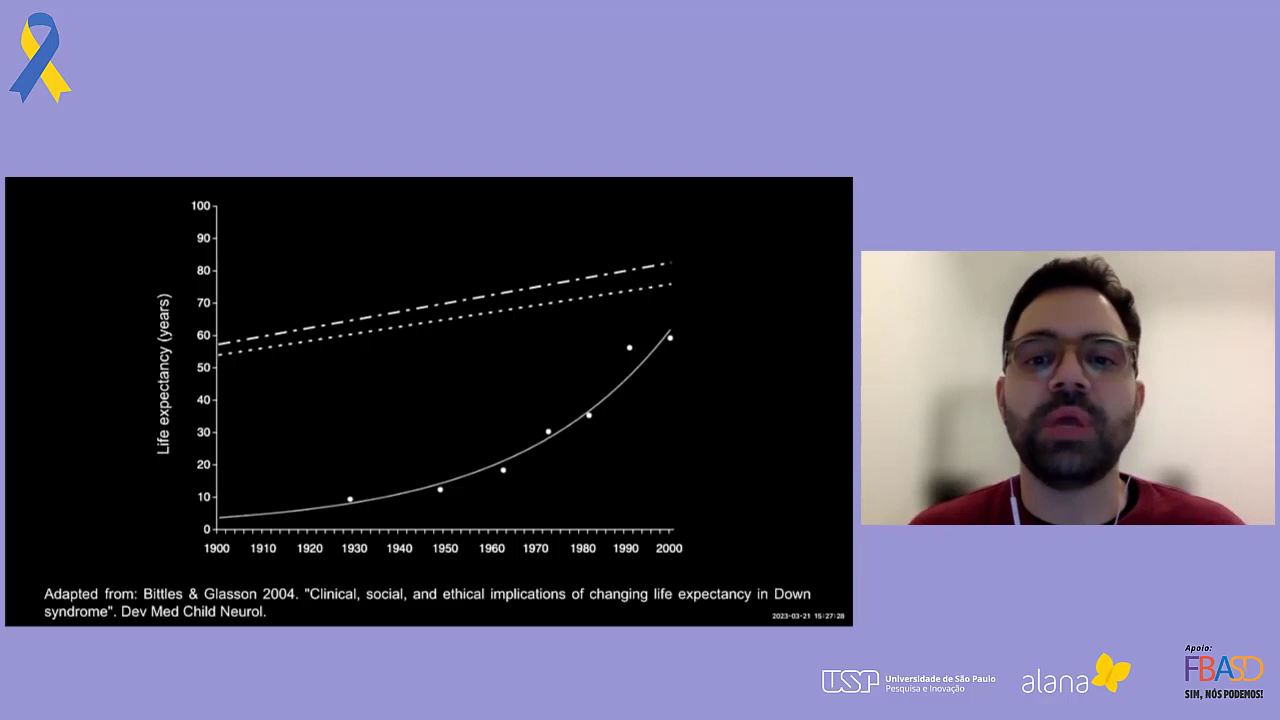 100
90
80
70
60
50
40
30
20
10
0
Life expectancy (years)
1900 1910 1920 1930 1940 1950 1960 1970 1980 1990 2000
Adapted from: Bittles & Glasson 2004. "Clinical, social, and ethical implications of changing life expectancy in Down
syndrome". Dev Med Child Neurol.
2023-03-21 15:27:28
USP Universidade de São Paulo
Pesquisa e Inovação
alana
Apoio:
FBASD
SIM, NÓS PODEMOS!